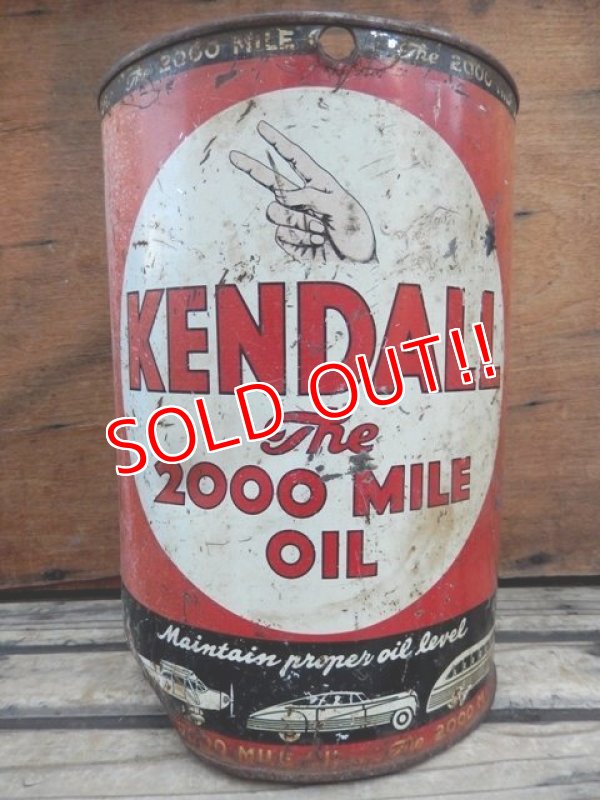 The 2000 MILE
The 2000
KENDALL
SOLD OUT!!
The
2000 MILE
OIL
Maintain proper oil level
MILE
The 2000